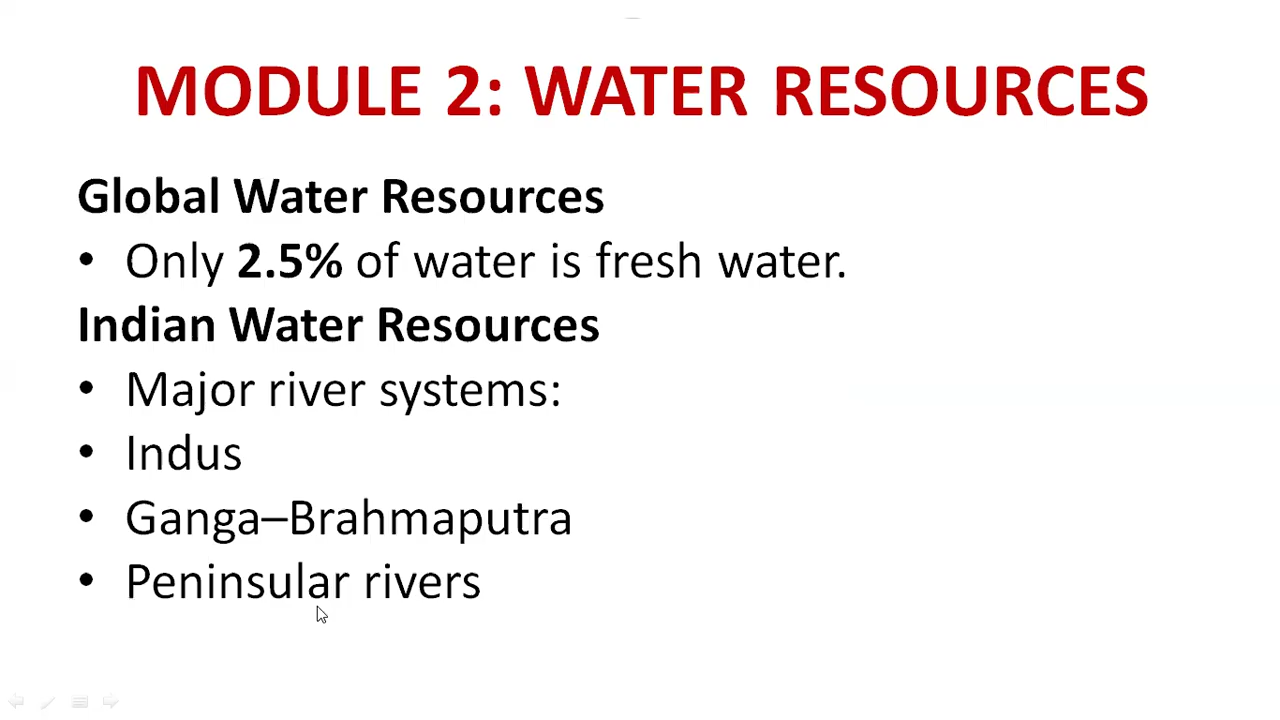 MODULE 2: WATER RESOURCES
Global Water Resources
• Only 2.5% of water is fresh water.
Indian Water Resources
• Major river systems:
• Indus
• Ganga–Brahmaputra
• Peninsular rivers